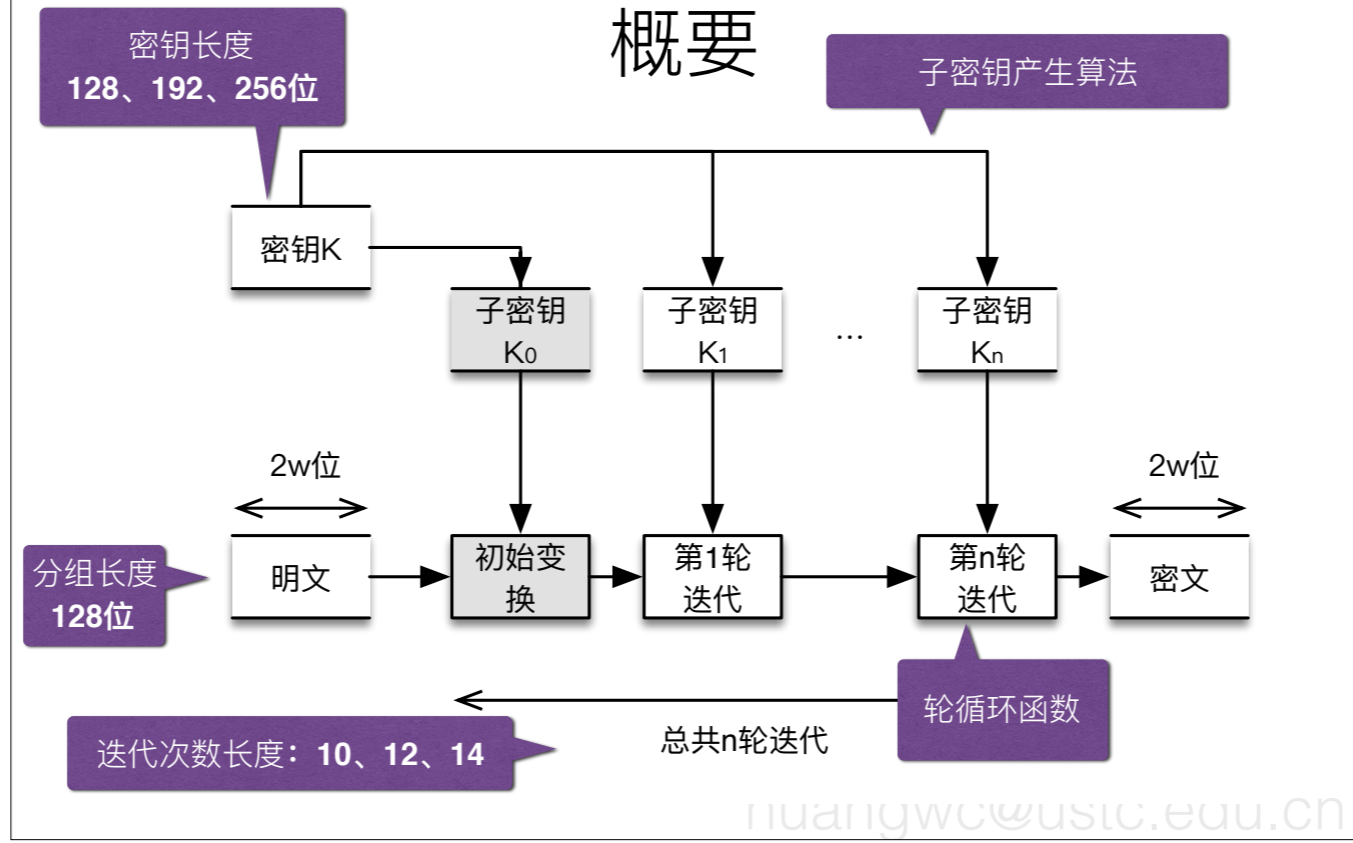 概要
密钥长度
128、192、256位
子密钥产生算法
密钥K
子密钥
K0
子密钥
K1
...
子密钥
Kn
2w位
2w位
分组长度
128位
明文
初始变
换
第1轮
迭代
第n轮
迭代
密文
轮循环函数
总共n轮迭代
迭代次数长度：10、12、14
huangwc@ustc.edu.cn